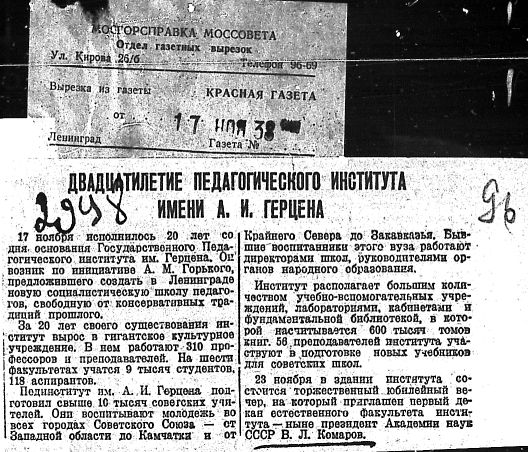 МОСГОРСПРАВКА МОССОВЕТА
Отдел газетных вырезок
Ул. Кирова 26/б Телефон 96-69
Вырезка из газеты КРАСНАЯ ГАЗЕТА
от 17 НОЯ 38
Ленинград Газета №
ДВАДЦАТИЛЕТИЕ ПЕДАГОГИЧЕСКОГО ИНСТИТУТА
ИМЕНИ А. И. ГЕРЦЕНА
2948
96
17 ноября исполнилось 20 лет со
дня основания Государственного Педа-
гогического института им. Герцена. Он
возник по инициативе А. М. Горького,
предложившего создать в Ленинграде
новую социалистическую школу педаго-
гов, свободную от консервативных тра-
диций прошлого.
За 20 лет своего существования ин-
ститут вырос в гигантское культурное
учреждение. В нем работают 310 про-
фессоров и преподавателей. На шести
факультетах учатся 9 тысяч студентов,
118 аспирантов.
Пединститут им. А. И. Герцена под-
готовил свыше 10 тысяч советских учи-
телей. Они воспитывают молодежь во
всех городах Советского Союза — от
Западной области до Камчатки и от
Крайнего Севера до Закавказья. Быв-
шие воспитанники этого вуза работают
директорами школ, руководителями ор-
ганов народного образования.
Институт располагает большим коли-
чеством учебно-вспомогательных учре-
ждений, лабораториями, кабинетами и
фундаментальной библиотекой, в ко-
торой насчитывается 600 тысяч томов
книг. 56 преподавателей института уча-
ствуют в подготовке новых учебников
для советских школ.
23 ноября в здании института со-
стоится торжественный юбилейный ве-
чер, на который приглашен первый де-
кан естественного факультета инсти-
тута — ныне президент Академии наук
СССР В. Л. Комаров.